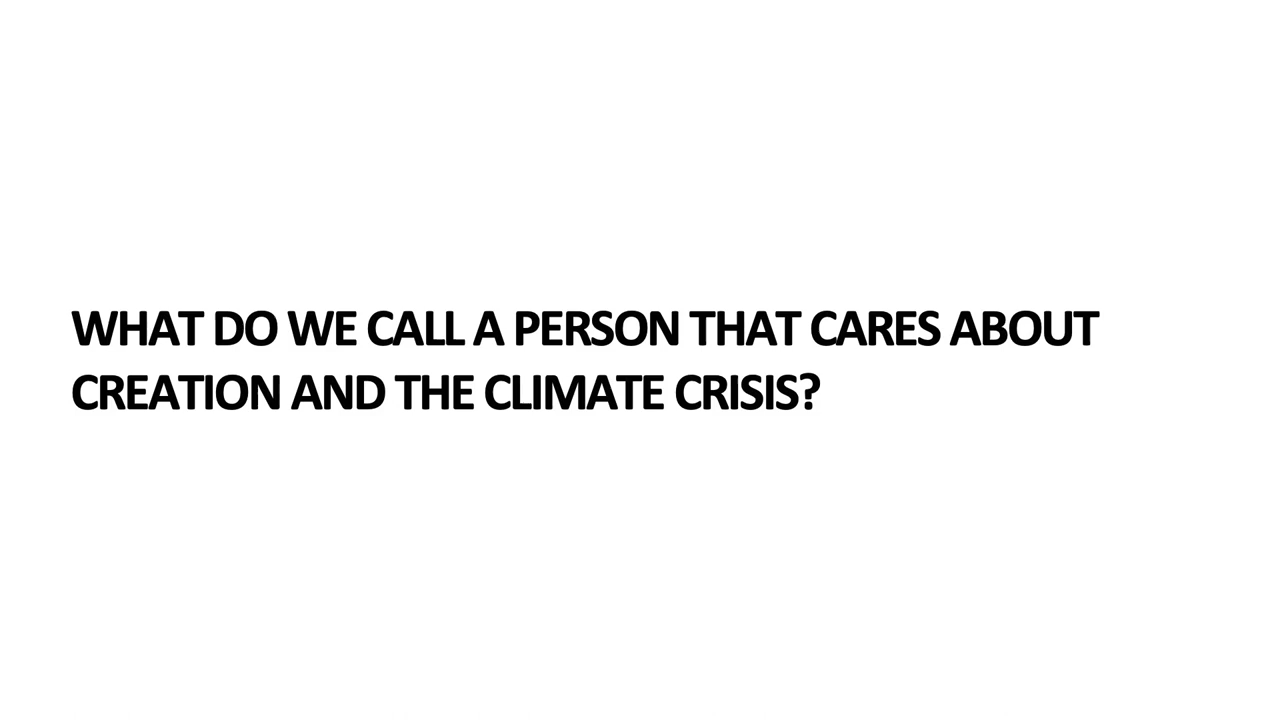 WHAT DO WE CALL A PERSON THAT CARES ABOUT
CREATION AND THE CLIMATE CRISIS?